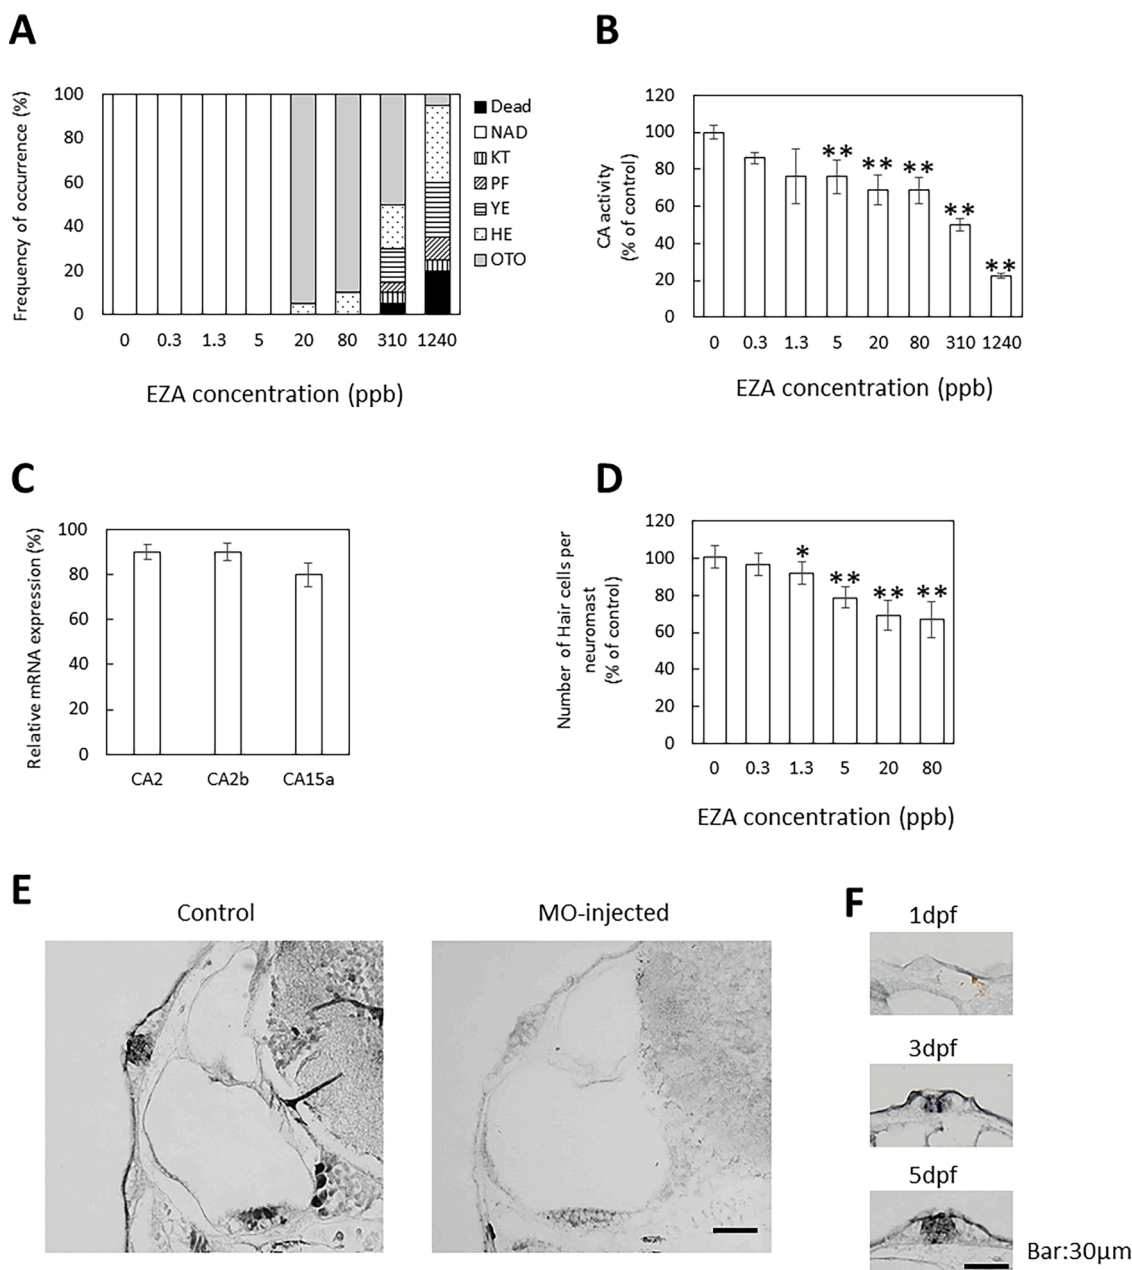 A
Frequency of occurrence (%)
100
80
60
40
20
0
0 0.3 1.3 5 20 80 310 1240
EZA concentration (ppb)
Dead
NAD
KT
PF
YE
HE
OTO
B
CA activity
(% of control)
120
100
80
60
40
20
0
** ** ** ** **
0 0.3 1.3 5 20 80 310 1240
EZA concentration (ppb)
C
Relative mRNA expression (%)
100
80
60
40
20
0
CA2 CA2b CA15a
D
Number of Hair cells per
neuromast
(% of control)
120
100
80
60
40
20
0
* ** ** **
0 0.3 1.3 5 20 80
EZA concentration (ppb)
E
Control MO-injected
F
1dpf
3dpf
5dpf
Bar:30μm